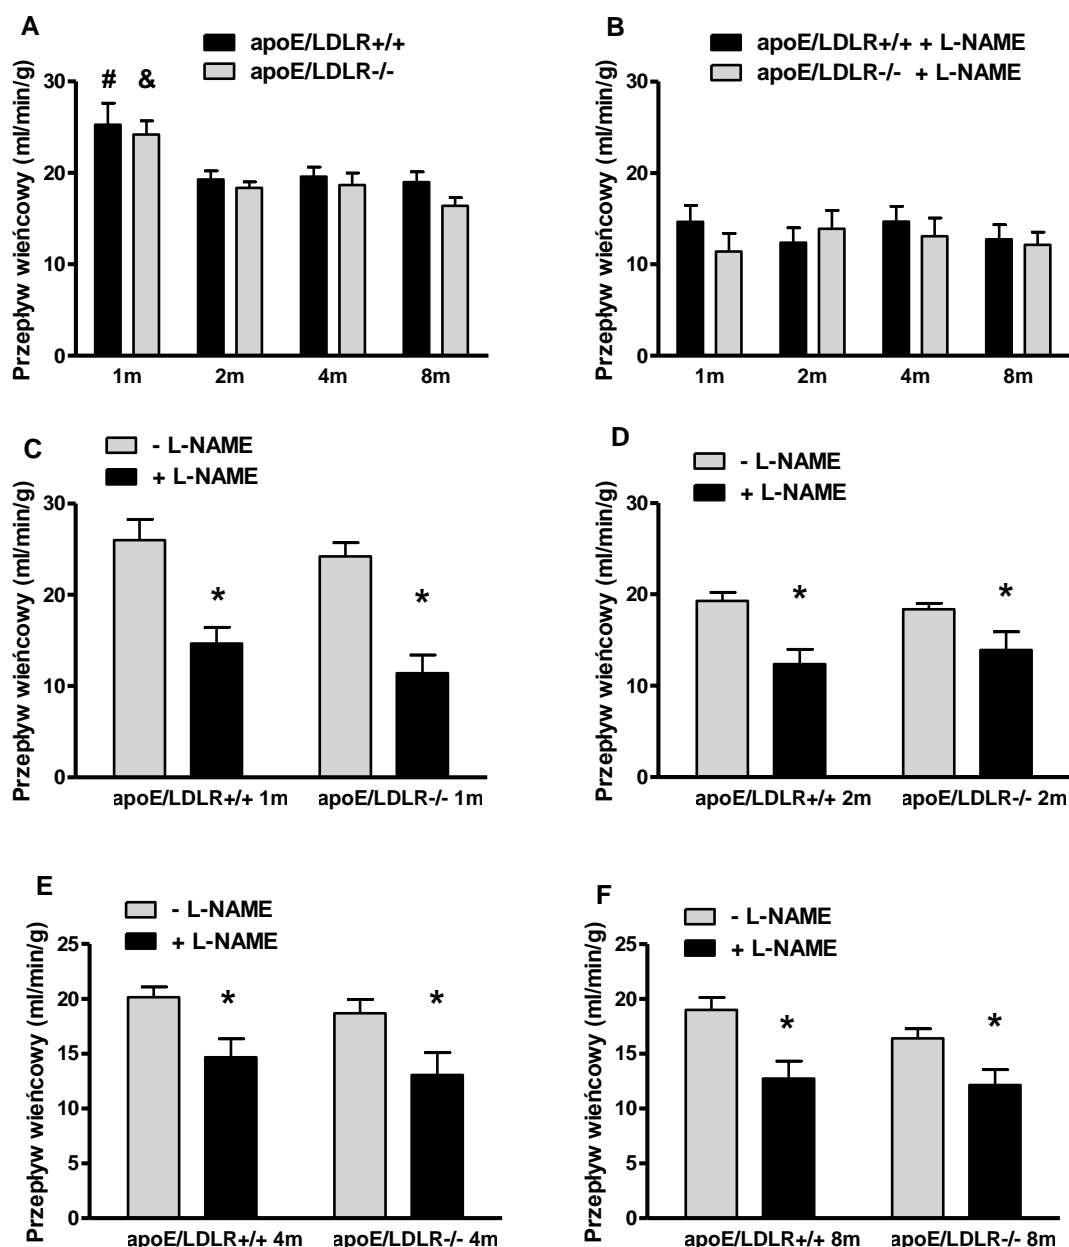 A
apoE/LDLR+/+
apoE/LDLR-/-
Przepływ wieńcowy (ml/min/g)
30
20
10
0
# &
1m 2m 4m 8m
B
apoE/LDLR+/+ + L-NAME
apoE/LDLR-/- + L-NAME
Przepływ wieńcowy (ml/min/g)
30
20
10
0
1m 2m 4m 8m
C
- L-NAME
+ L-NAME
Przepływ wieńcowy (ml/min/g)
30
20
10
0
* *
apoE/LDLR+/+ 1m apoE/LDLR-/- 1m
D
- L-NAME
+ L-NAME
Przepływ wieńcowy (ml/min/g)
30
20
10
0
* *
apoE/LDLR+/+ 2m apoE/LDLR-/- 2m
E
- L-NAME
+ L-NAME
Przepływ wieńcowy (ml/min/g)
25
20
15
10
5
0
* *
apoE/LDLR+/+ 4m apoE/LDLR-/- 4m
F
- L-NAME
+ L-NAME
Przepływ wieńcowy (ml/min/g)
25
20
15
10
5
0
* *
apoE/LDLR+/+ 8m apoE/LDLR-/- 8m